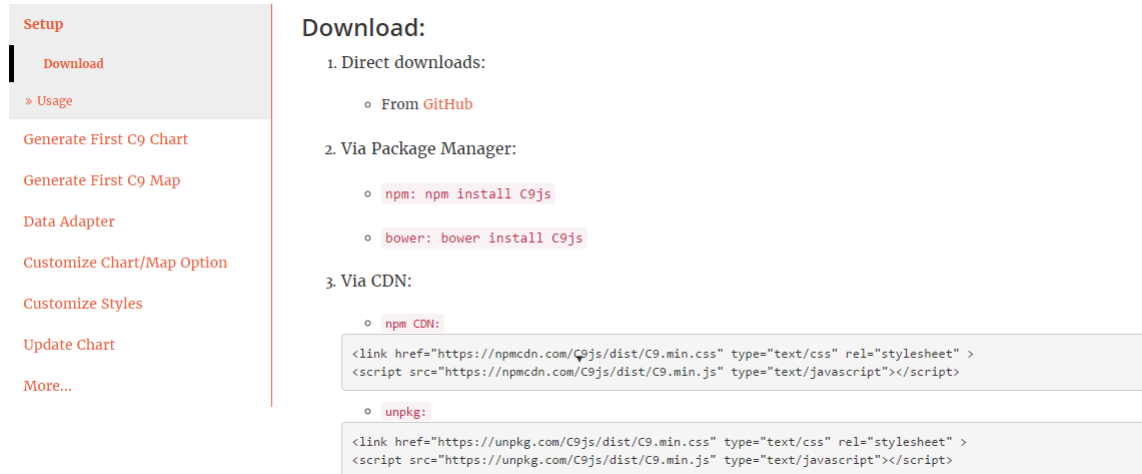 Setup
Download
» Usage
Generate First C9 Chart
Generate First C9 Map
Data Adapter
Customize Chart/Map Option
Customize Styles
Update Chart
More...
Download:
1. Direct downloads:
From GitHub
2. Via Package Manager:
npm: npm install C9js
bower: bower install C9js
3. Via CDN:
npm CDN:
<link href="https://npmcdn.com/C9js/dist/C9.min.css" type="text/css" rel="stylesheet" >
<script src="https://npmcdn.com/C9js/dist/C9.min.js" type="text/javascript"></script>
unpkg:
<link href="https://unpkg.com/C9js/dist/C9.min.css" type="text/css" rel="stylesheet" >
<script src="https://unpkg.com/C9js/dist/C9.min.js" type="text/javascript"></script>